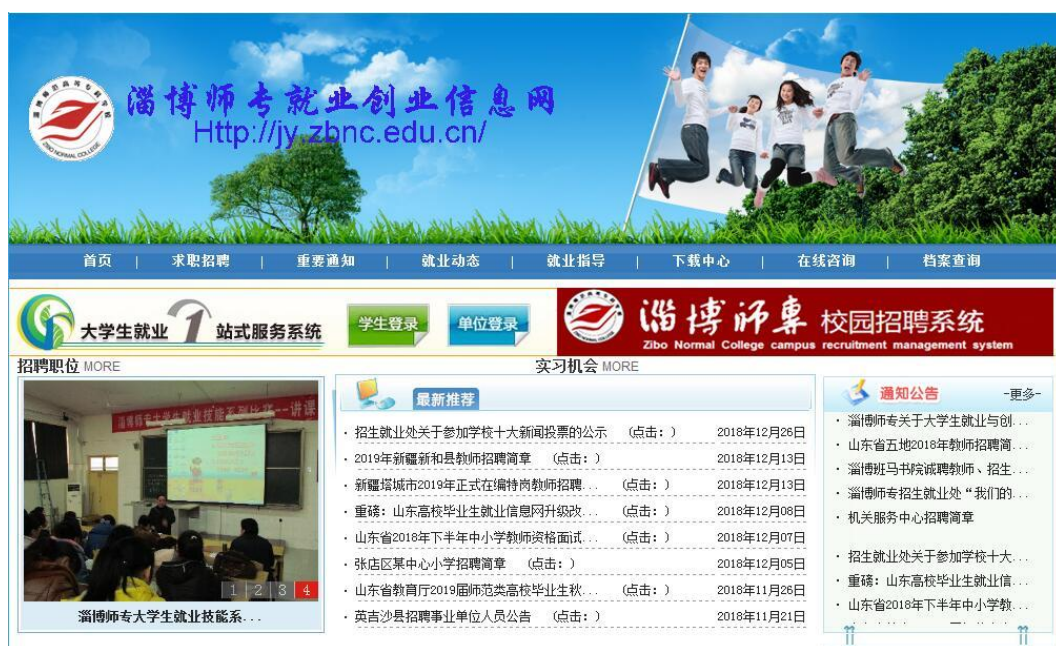 淄博师专就业创业信息网
Http://jy.zbnc.edu.cn/
ZIBO NORMAL COLLEGE
首页 | 求职招聘 | 重要通知 | 就业动态 | 就业指导 | 下载中心 | 在线咨询 | 档案查询
大学生就业 1 站式服务系统
学生登录
单位登录
淄博师专 校园招聘系统
Zibo Normal College campus recruitment management system
招聘职位 MORE
实习机会 MORE
淄博师专大学生就业技能系列比赛--讲课
1 2 3 4
淄博师专大学生就业技能系...
最新推荐
· 招生就业处关于参加学校十大新闻投票的公示 (点击: ) 2018年12月26日
· 2019年新疆新和县教师招聘简章 (点击: ) 2018年12月13日
· 新疆塔城市2019年正式在编特岗教师招聘... (点击: ) 2018年12月13日
· 重磅：山东高校毕业生就业信息网升级改... (点击: ) 2018年12月08日
· 山东省2018年下半年中小学教师资格面试... (点击: ) 2018年12月07日
· 张店区某中心小学招聘简章 (点击: ) 2018年12月05日
· 山东省教育厅2019届师范类高校毕业生秋... (点击: ) 2018年11月26日
· 英吉沙县招聘事业单位人员公告 (点击: ) 2018年11月21日
通知公告 -更多-
· 淄博师专关于大学生就业与创...
· 山东省五地2018年教师招聘简...
· 淄博班马书院诚聘教师、招生...
· 淄博师专招生就业处“我们的...
· 机关服务中心招聘简章
· 招生就业处关于参加学校十大...
· 重磅：山东高校毕业生就业信...
· 山东省2018年下半年中小学教...